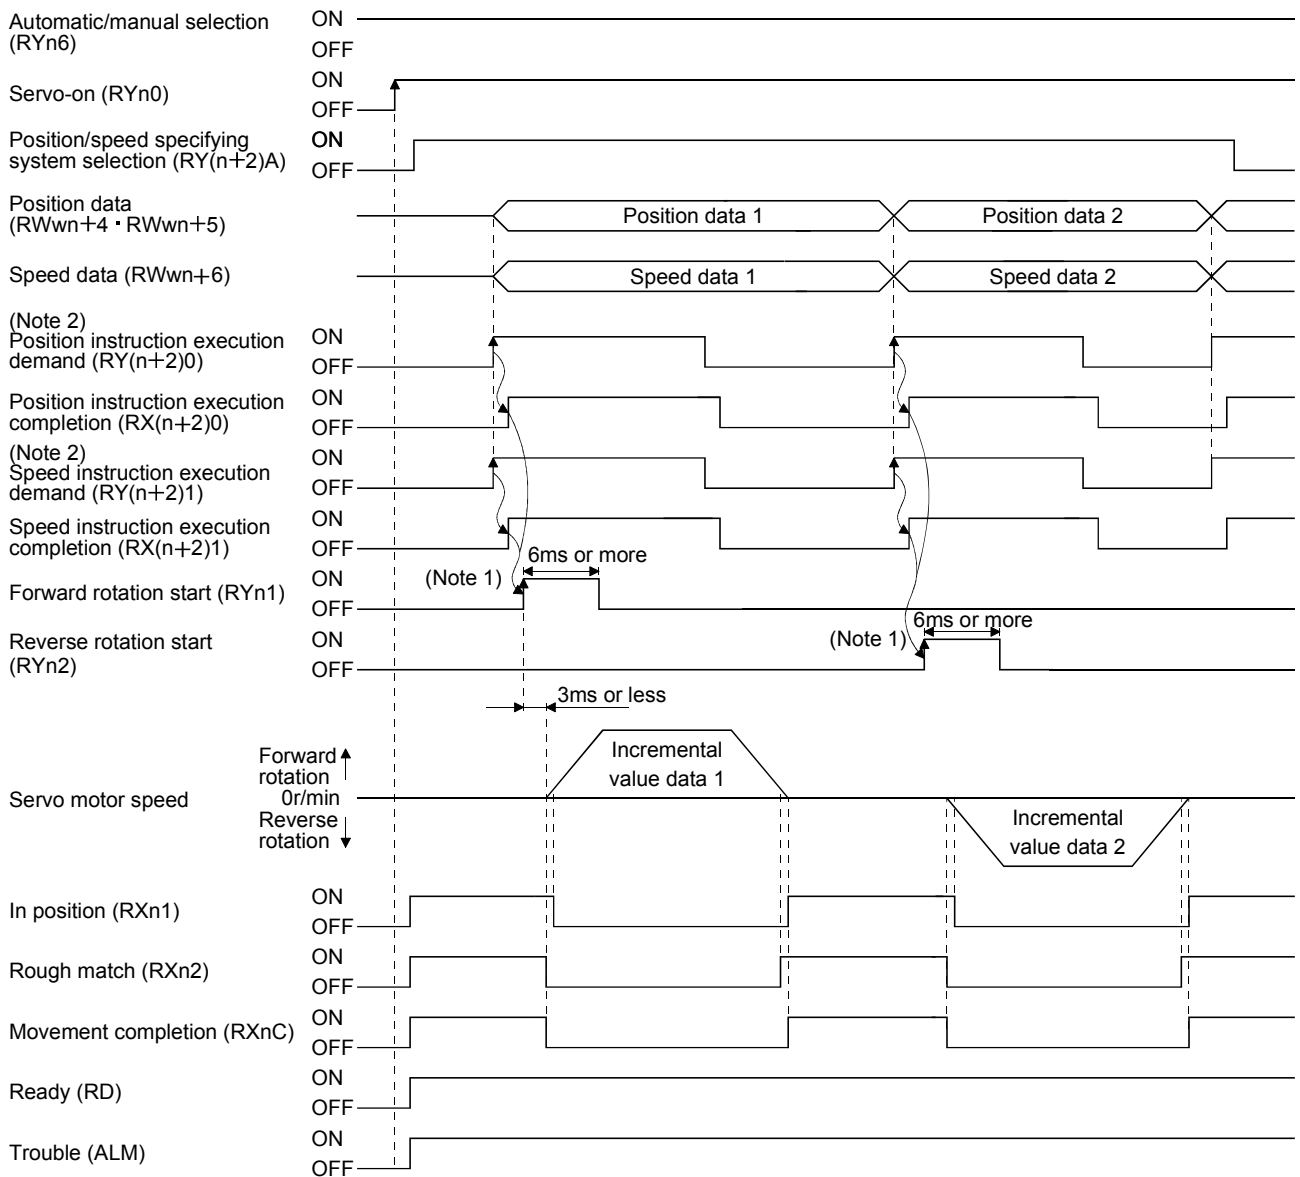 Automatic/manual selection
(RYn6)
ON
OFF
Servo-on (RYn0)
ON
OFF
Position/speed specifying
system selection (RY(n+2)A)
ON
OFF
Position data
(RWwn+4・RWwn+5)
Position data 1
Position data 2
Speed data (RWwn+6)
Speed data 1
Speed data 2
(Note 2)
Position instruction execution
demand (RY(n+2)0)
ON
OFF
Position instruction execution
completion (RX(n+2)0)
ON
OFF
(Note 2)
Speed instruction execution
demand (RY(n+2)1)
ON
OFF
Speed instruction execution
completion (RX(n+2)1)
ON
OFF
6ms or more
Forward rotation start (RYn1)
ON
OFF
(Note 1)
6ms or more
Reverse rotation start
(RYn2)
ON
OFF
(Note 1)
3ms or less
Servo motor speed
Forward
rotation
0r/min
Reverse
rotation
Incremental
value data 1
Incremental
value data 2
In position (RXn1)
ON
OFF
Rough match (RXn2)
ON
OFF
Movement completion (RXnC)
ON
OFF
Ready (RD)
ON
OFF
Trouble (ALM)
ON
OFF